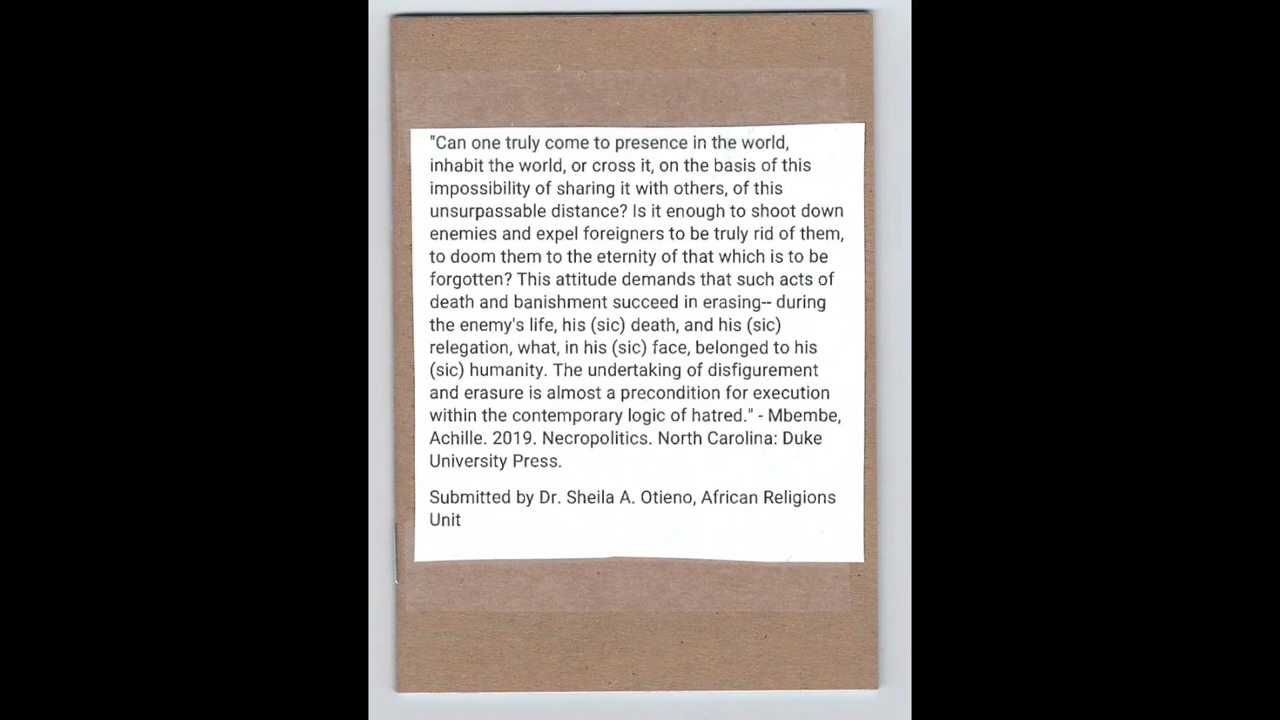 "Can one truly come to presence in the world,
inhabit the world, or cross it, on the basis of this
impossibility of sharing it with others, of this
unsurpassable distance? Is it enough to shoot down
enemies and expel foreigners to be truly rid of them,
to doom them to the eternity of that which is to be
forgotten? This attitude demands that such acts of
death and banishment succeed in erasing-- during
the enemy's life, his (sic) death, and his (sic)
relegation, what, in his (sic) face, belonged to his
(sic) humanity. The undertaking of disfigurement
and erasure is almost a precondition for execution
within the contemporary logic of hatred." - Mbembe,
Achille. 2019. Necropolitics. North Carolina: Duke
University Press.
Submitted by Dr. Sheila A. Otieno, African Religions
Unit